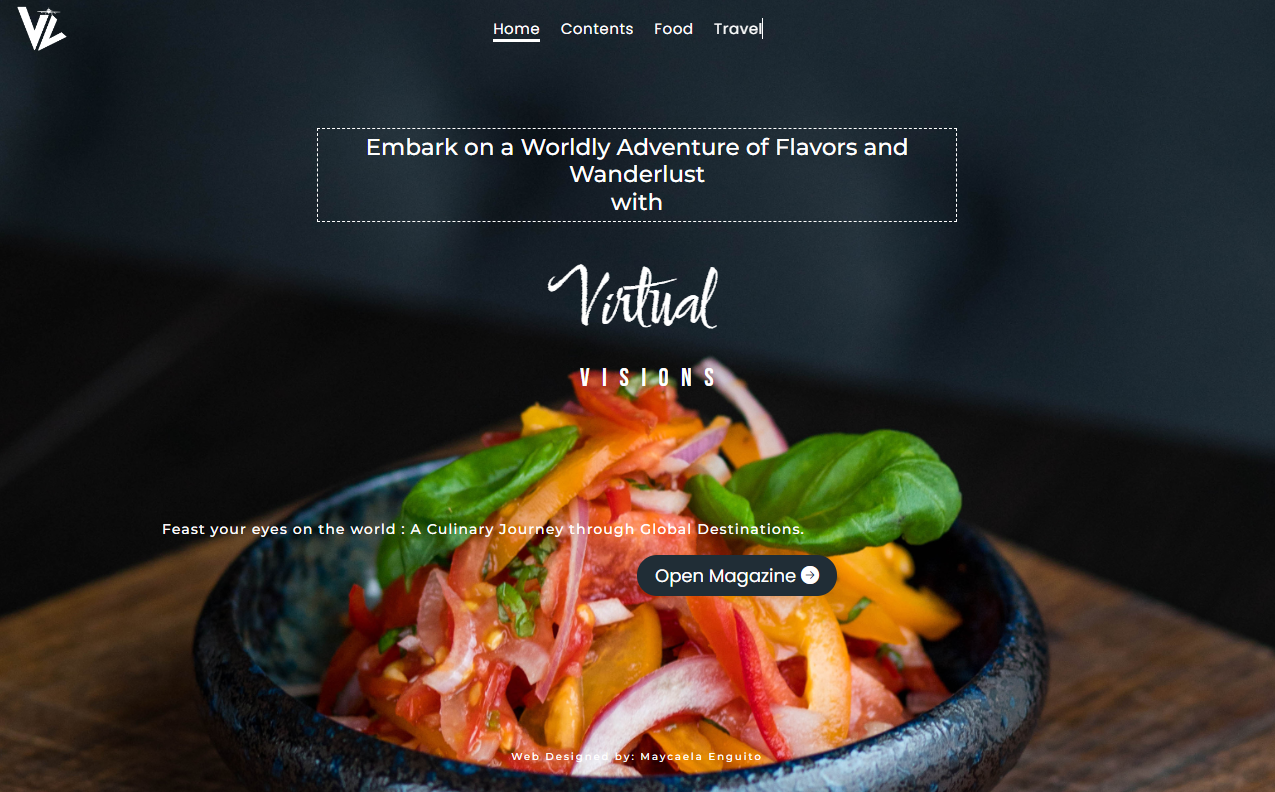 VL
Home Contents Food Travel
Embark on a Worldly Adventure of Flavors and
Wanderlust
with
Virtual
VISIONS
Feast your eyes on the world : A Culinary Journey through Global Destinations.
Open Magazine
Web Designed by: Maycaela Enguito